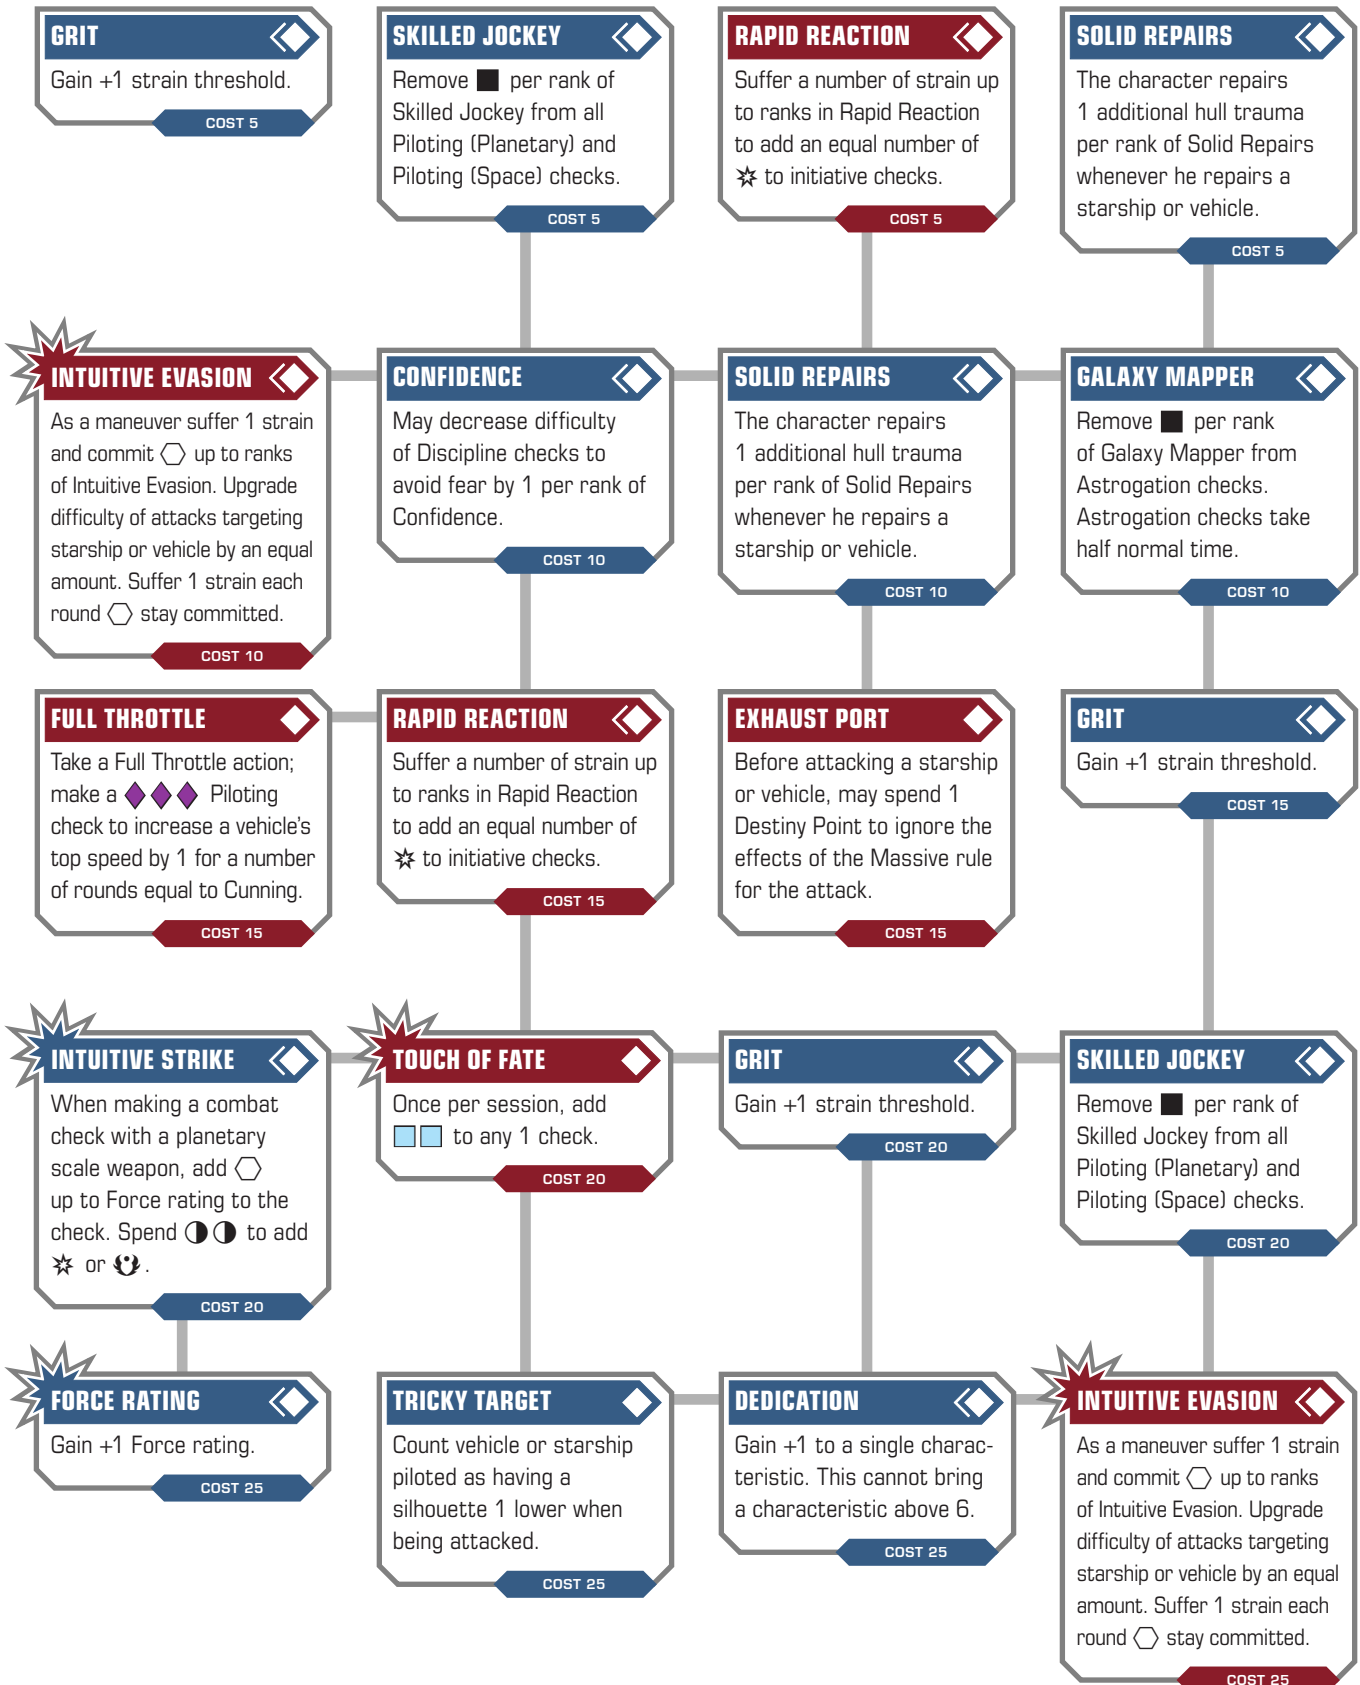 GRIT
Gain +1 strain threshold.
COST 5
SKILLED JOCKEY
Remove per rank of
Skilled Jockey from all
Piloting (Planetary) and
Piloting (Space) checks.
COST 5
RAPID REACTION
Suffer a number of strain up
to ranks in Rapid Reaction
to add an equal number of
to initiative checks.
COST 5
SOLID REPAIRS
The character repairs
1 additional hull trauma
per rank of Solid Repairs
whenever he repairs a
starship or vehicle.
COST 5
INTUITIVE EVASION
As a maneuver suffer 1 strain
and commit up to ranks
of Intuitive Evasion. Upgrade
difficulty of attacks targeting
starship or vehicle by an equal
amount. Suffer 1 strain each
round stay committed.
COST 10
CONFIDENCE
May decrease difficulty
of Discipline checks to
avoid fear by 1 per rank of
Confidence.
COST 10
SOLID REPAIRS
The character repairs
1 additional hull trauma
per rank of Solid Repairs
whenever he repairs a
starship or vehicle.
COST 10
GALAXY MAPPER
Remove per rank
of Galaxy Mapper from
Astrogation checks.
Astrogation checks take
half normal time.
COST 10
FULL THROTTLE
Take a Full Throttle action;
make a Piloting
check to increase a vehicle's
top speed by 1 for a number
of rounds equal to Cunning.
COST 15
RAPID REACTION
Suffer a number of strain up
to ranks in Rapid Reaction
to add an equal number of
to initiative checks.
COST 15
EXHAUST PORT
Before attacking a starship
or vehicle, may spend 1
Destiny Point to ignore the
effects of the Massive rule
for the attack.
COST 15
GRIT
Gain +1 strain threshold.
COST 15
INTUITIVE STRIKE
When making a combat
check with a planetary
scale weapon, add
up to Force rating to the
check. Spend to add
or .
COST 20
TOUCH OF FATE
Once per session, add
to any 1 check.
COST 20
GRIT
Gain +1 strain threshold.
COST 20
SKILLED JOCKEY
Remove per rank of
Skilled Jockey from all
Piloting (Planetary) and
Piloting (Space) checks.
COST 20
FORCE RATING
Gain +1 Force rating.
COST 25
TRICKY TARGET
Count vehicle or starship
piloted as having a
silhouette 1 lower when
being attacked.
COST 25
DEDICATION
Gain +1 to a single charac-
teristic. This cannot bring
a characteristic above 6.
COST 25
INTUITIVE EVASION
As a maneuver suffer 1 strain
and commit up to ranks
of Intuitive Evasion. Upgrade
difficulty of attacks targeting
starship or vehicle by an equal
amount. Suffer 1 strain each
round stay committed.
COST 25